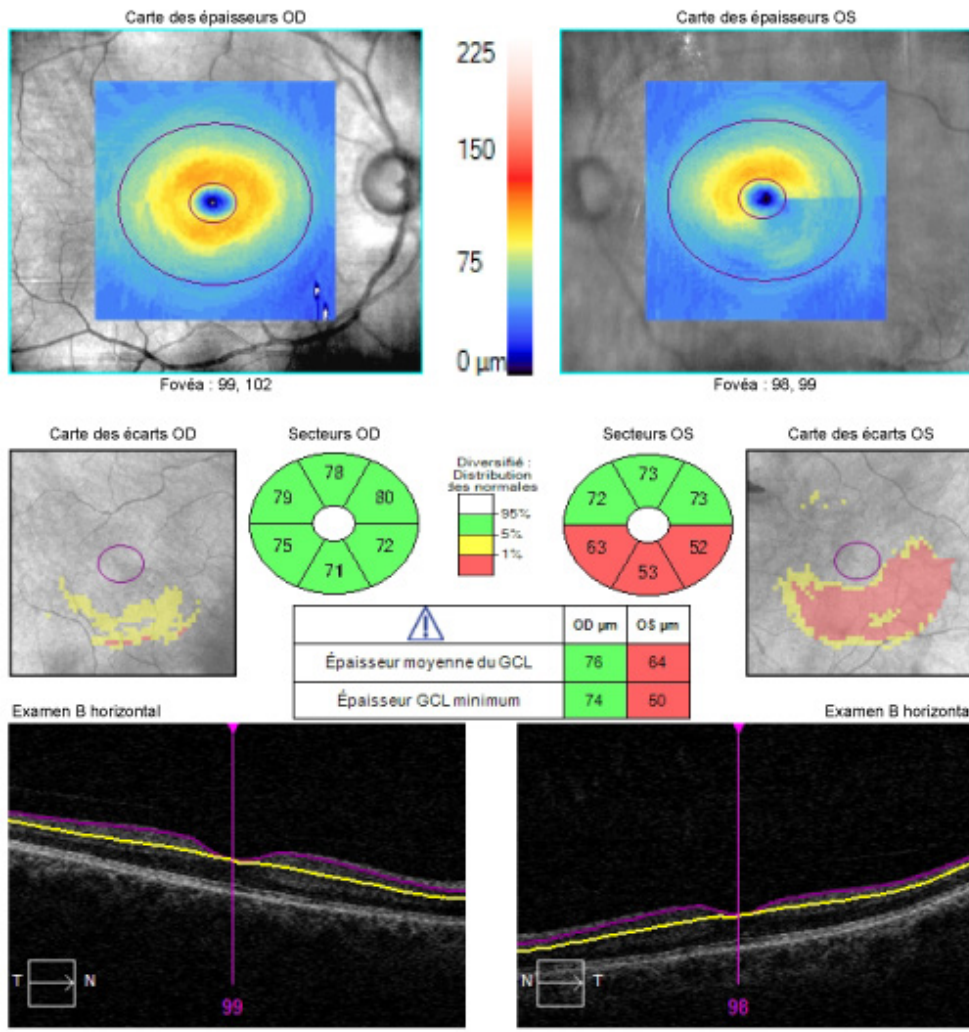 Carte des épaisseurs OD
Carte des épaisseurs OS
225
150
75
0 µm
Fovéa : 99, 102
Fovéa : 98, 99
Carte des écarts OD
Secteurs OD
Secteurs OS
Carte des écarts OS
Diversifié :
Distribution
des normales
95%
5%
1%
78
79
80
75
72
71
73
72
73
63
52
53
OD µm
OS µm
Épaisseur moyenne du GCL
76
64
Épaisseur GCL minimum
74
50
Examen B horizontal
Examen B horizonta
T
N
99
N
T
98